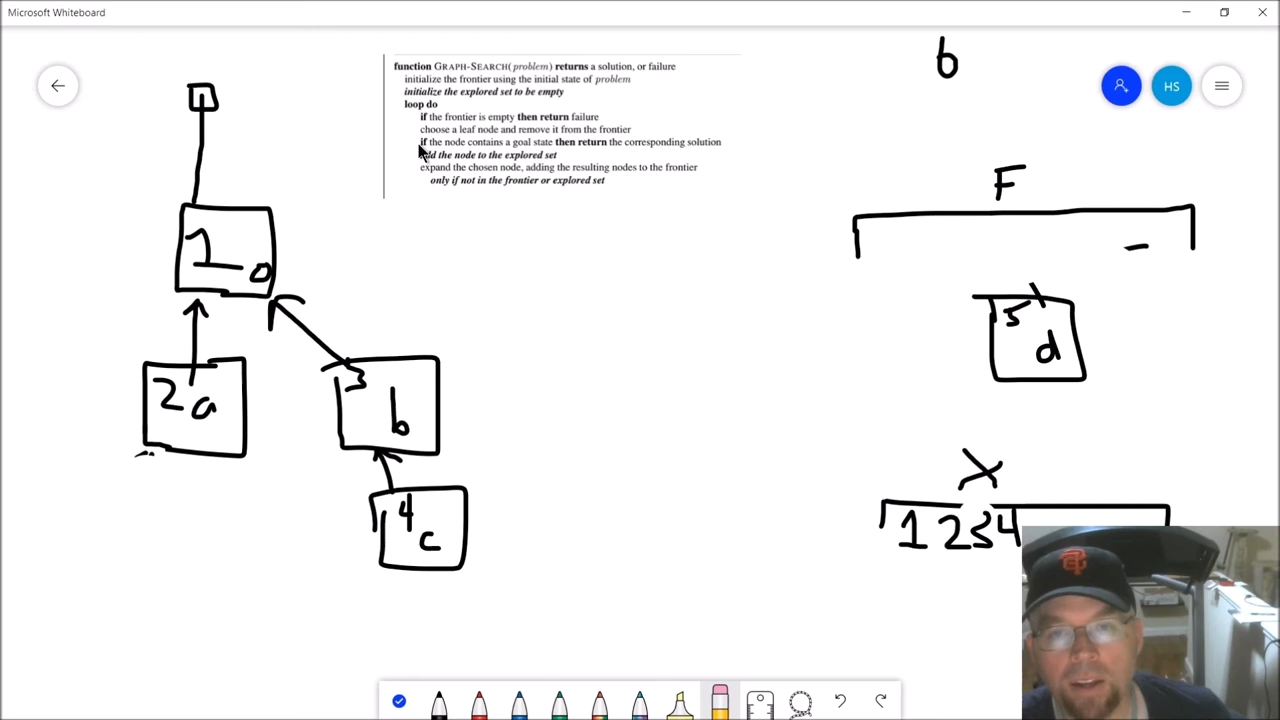 Microsoft Whiteboard
function GRAPH-SEARCH(problem) returns a solution, or failure
initialize the frontier using the initial state of problem
initialize the explored set to be empty
loop do
if the frontier is empty then return failure
choose a leaf node and remove it from the frontier
if the node contains a goal state then return the corresponding solution
add the node to the explored set
expand the chosen node, adding the resulting nodes to the frontier
only if not in the frontier or explored set
6
HS
F
1
0
2 a
3
b
4
c
5
d
X
1 2 3 4